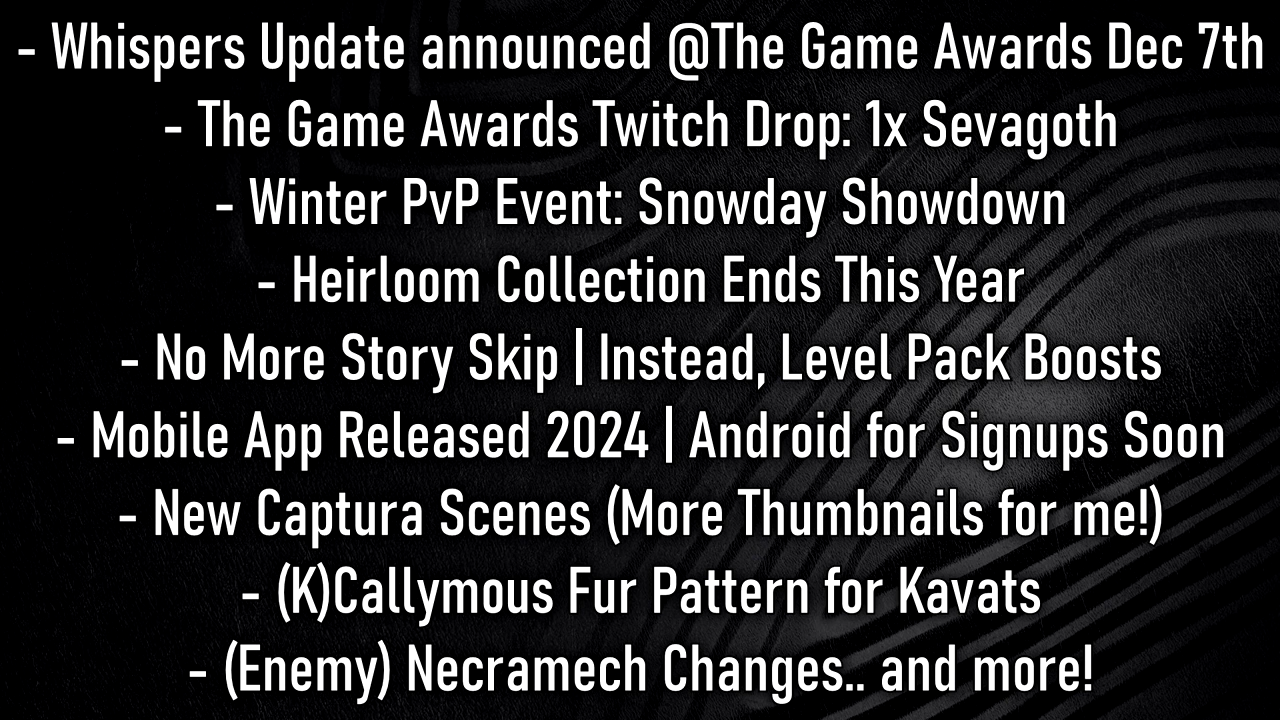 - Whispers Update announced @The Game Awards Dec 7th
- The Game Awards Twitch Drop: 1x Sevagoth
- Winter PvP Event: Snowday Showdown
- Heirloom Collection Ends This Year
- No More Story Skip | Instead, Level Pack Boosts
- Mobile App Released 2024 | Android for Signups Soon
- New Captura Scenes (More Thumbnails for me!)
- (K)Callymous Fur Pattern for Kavats
- (Enemy) Necramech Changes.. and more!